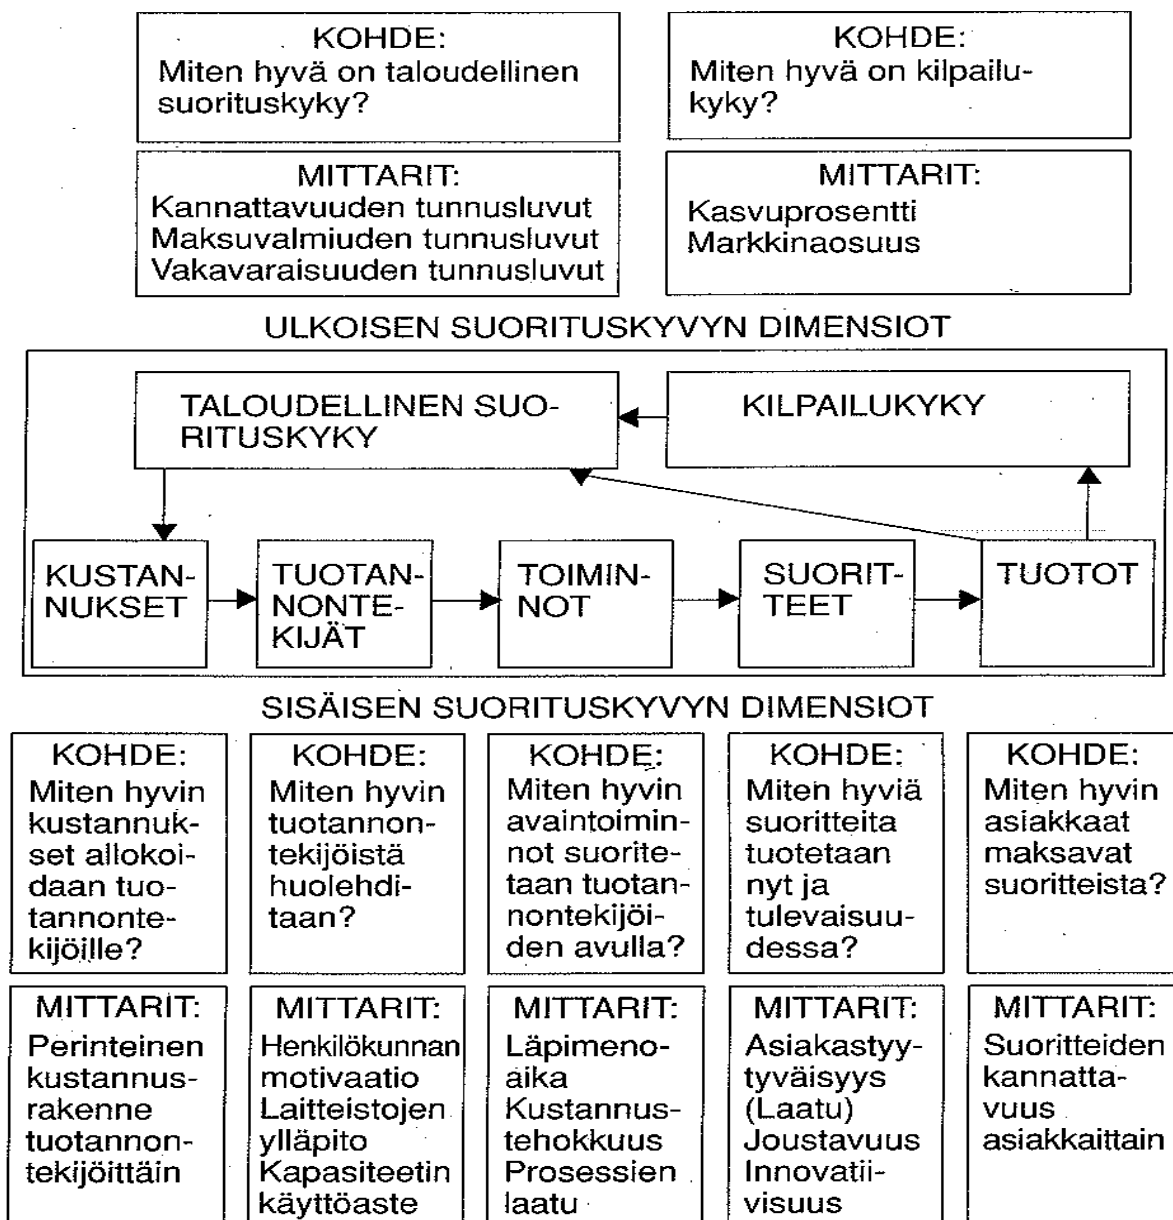 KOHDE:
Miten hyvä on taloudellinen
suorituskyky?
KOHDE:
Miten hyvä on kilpailu-
kyky?
MITTARIT:
Kannattavuuden tunnusluvut
Maksuvalmiuden tunnusluvut
Vakavaraisuuden tunnusluvut
MITTARIT:
Kasvuprosentti
Markkinaosuus
ULKOISEN SUORITUSKYVYN DIMENSIOT
TALOUDELLINEN SUO-
RITUSKYKY
KILPAILUKYKY
KUSTAN-
NUKSET
TUOTAN-
NONTE-
KIJÄT
TOIMIN-
NOT
SUORIT-
TEET
TUOTOT
SISÄISEN SUORITUSKYVYN DIMENSIOT
KOHDE:
Miten hyvin
kustannuk-
set allokoi-
daan tuo-
tannonte-
kijöille?
KOHDE:
Miten hyvin
tuotannon-
tekijöistä
huolehdi-
taan?
KOHDE:
Miten hyvin
avaintoimin-
not suorite-
taan tuotan-
nontekijöi-
den avulla?
KOHDE:
Miten hyviä
suoritteita
tuotetaan
nyt ja
tulevaisuu-
dessa?
KOHDE:
Miten hyvin
asiakkaat
maksavat
suoritteista?
MITTARIT:
Perinteinen
kustannus-
rakenne
tuotannon-
tekijöittäin
MITTARIT:
Henkilökunnan
motivaatio
Laitteistojen
ylläpito
Kapasiteetin
käyttöaste
MITTARIT:
Läpimeno-
aika
Kustannus-
tehokkuus
Prosessien
laatu
MITTARIT:
Asiakastyy-
tyväisyys
(Laatu)
Joustavuus
Innovatii-
visuus
MITTARIT:
Suoritteiden
kannatta-
vuus
asiakkaittain